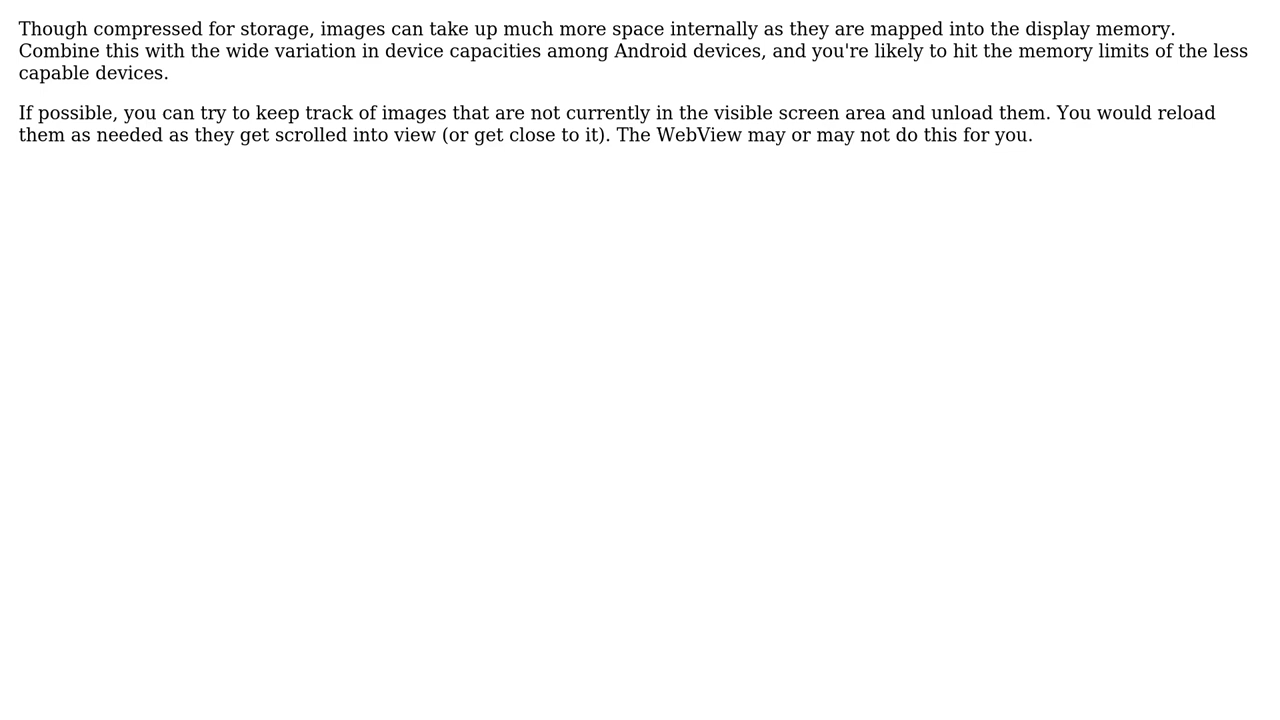 Though compressed for storage, images can take up much more space internally as they are mapped into the display memory.
Combine this with the wide variation in device capacities among Android devices, and you're likely to hit the memory limits of the less
capable devices.
If possible, you can try to keep track of images that are not currently in the visible screen area and unload them. You would reload
them as needed as they get scrolled into view (or get close to it). The WebView may or may not do this for you.